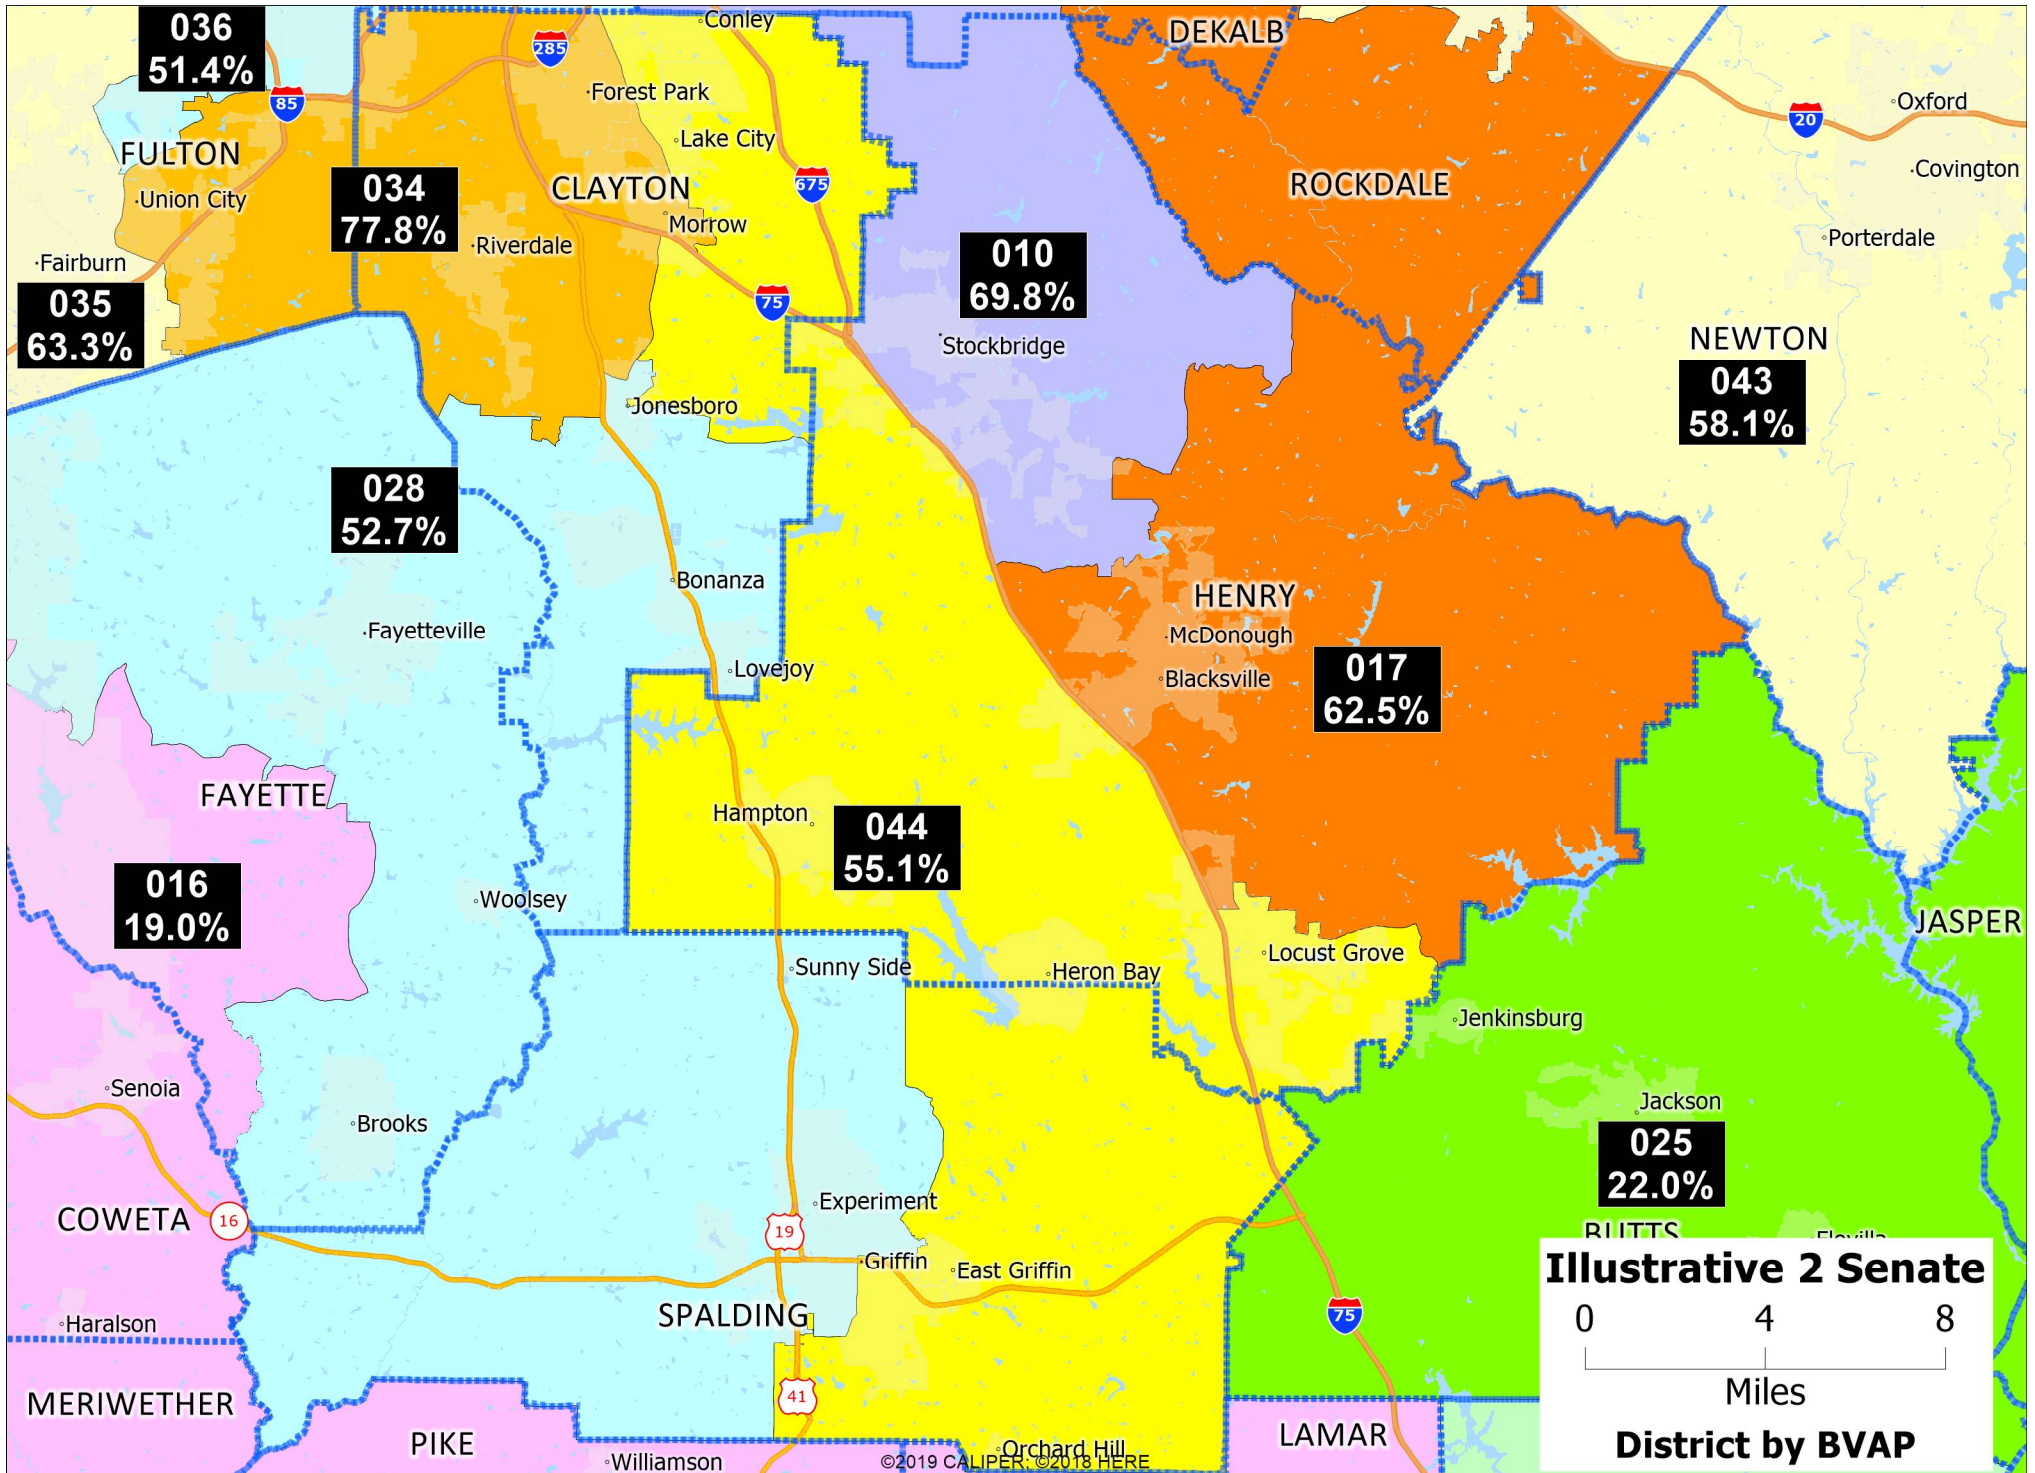 036
51.4%
Conley
DEKALB
285
85
Forest Park
20
Oxford
Lake City
FULTON
Covington
034
77.8%
CLAYTON
675
ROCKDALE
Union City
Morrow
Riverdale
Porterdale
010
69.8%
Fairburn
035
63.3%
75
Stockbridge
NEWTON
043
58.1%
Jonesboro
028
52.7%
Bonanza
HENRY
Fayetteville
McDonough
Lovejoy
Blacksville
017
62.5%
FAYETTE
Hampton
044
55.1%
016
19.0%
Woolsey
JASPER
Sunny Side
Heron Bay
Locust Grove
Jenkinsburg
Senoia
Brooks
Jackson
025
22.0%
COWETA
16
Experiment
19
BUTTS
Flovilla
Griffin
East Griffin
SPALDING
75
Haralson
41
MERIWETHER
PIKE
LAMAR
Orchard Hill
Williamson
©2019 CALIPER; ©2018 HERE
Illustrative 2 Senate
0 4 8
Miles
District by BVAP